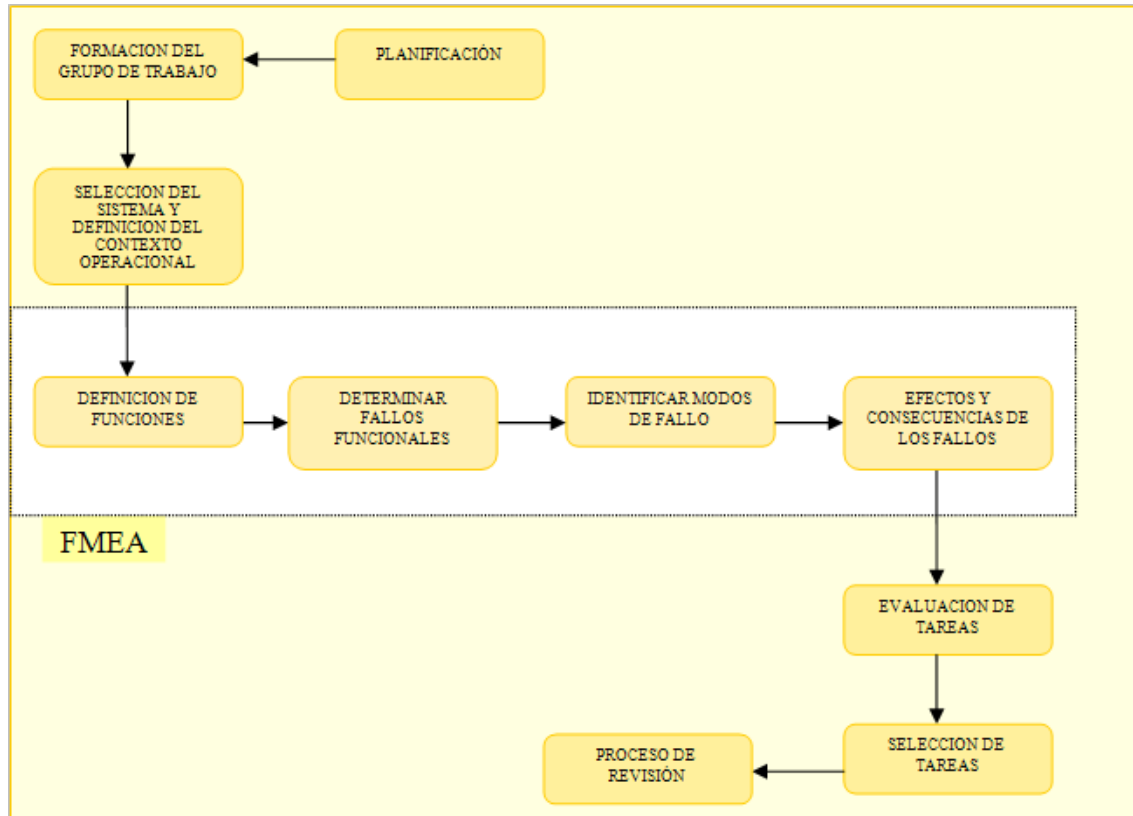 FORMACION DEL
GRUPO DE TRABAJO
PLANIFICACIÓN
SELECCION DEL
SISTEMA Y
DEFINICION DEL
CONTEXTO
OPERACIONAL
DEFINICION DE
FUNCIONES
DETERMINAR
FALLOS
FUNCIONALES
IDENTIFICAR MODOS
DE FALLO
EFECTOS Y
CONSECUENCIAS DE
LOS FALLOS
FMEA
EVALUACION DE
TAREAS
SELECCION DE
TAREAS
PROCESO DE
REVISIÓN